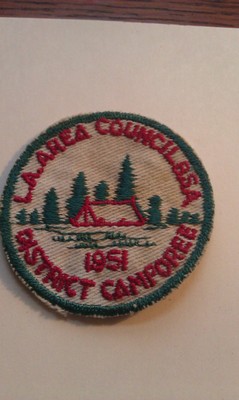 L.A. AREA COUNCIL BSA
1951
DISTRICT CAMPOREE